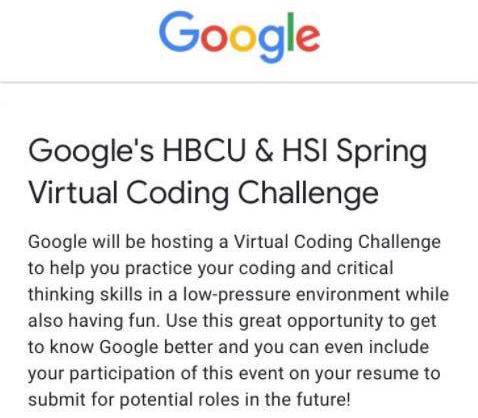 Google
Google's HBCU & HSI Spring
Virtual Coding Challenge
Google will be hosting a Virtual Coding Challenge
to help you practice your coding and critical
thinking skills in a low-pressure environment while
also having fun. Use this great opportunity to get
to know Google better and you can even include
your participation of this event on your resume to
submit for potential roles in the future!